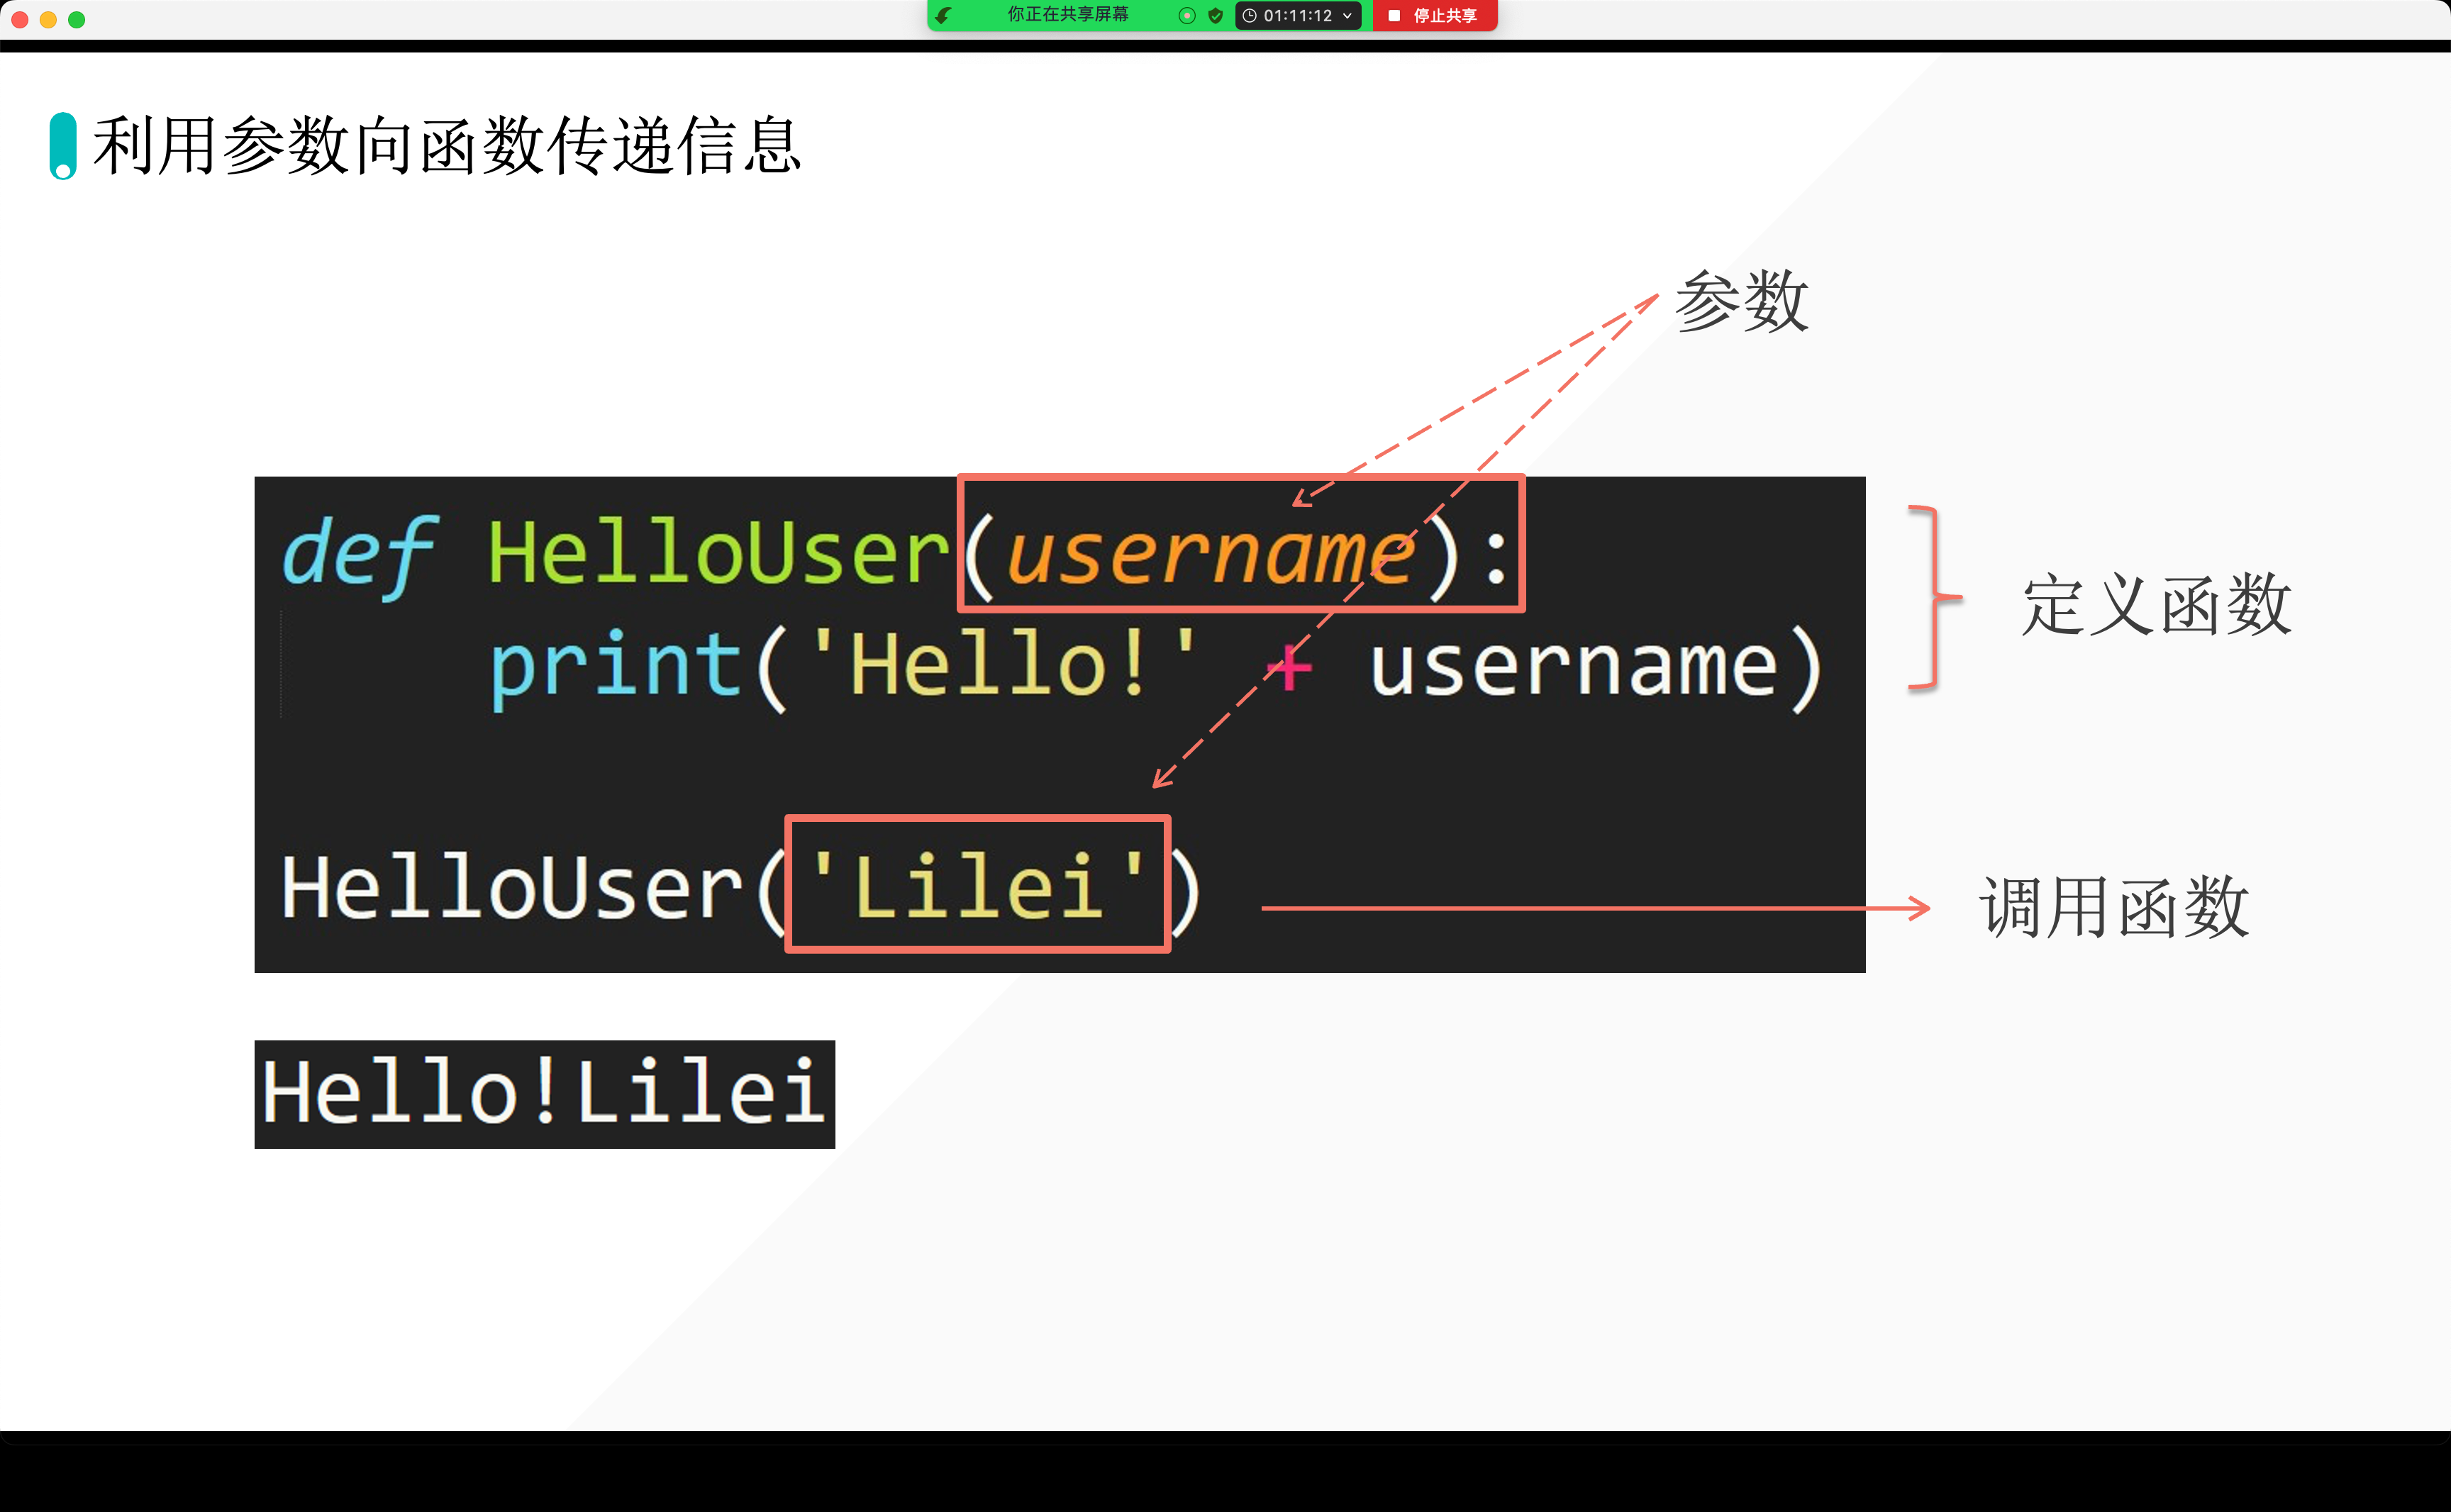 你正在共享屏幕 01:11:12 停止共享
利用参数向函数传递信息
参数
def HelloUser(username):
print('Hello!' + username)
定义函数
HelloUser('Lilei')
调用函数
Hello!Lilei